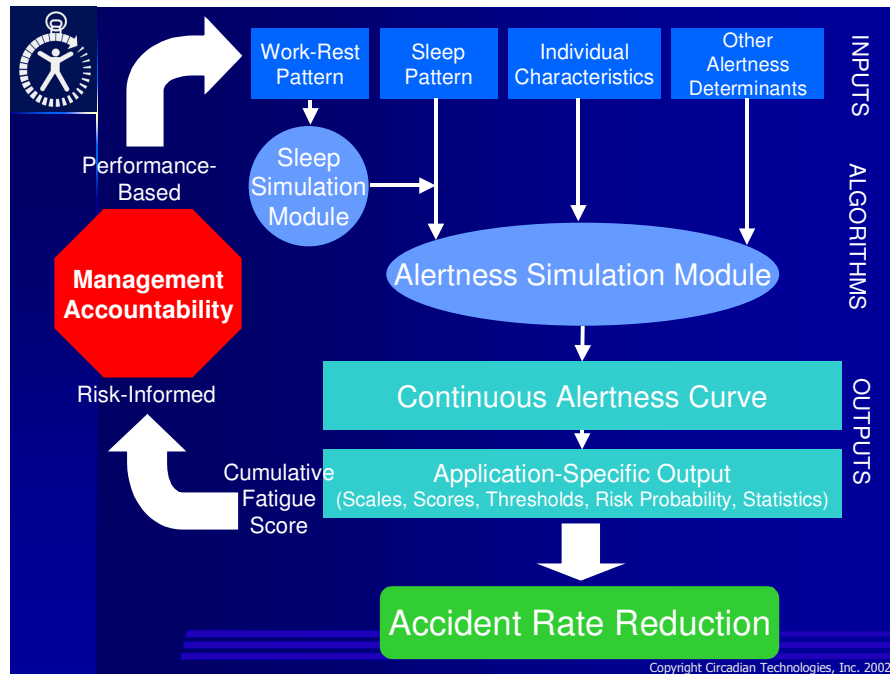 Work-Rest
Pattern
Sleep
Pattern
Individual
Characteristics
Other
Alertness
Determinants
INPUTS
Performance-
Based
Sleep
Simulation
Module
ALGORITHMS
Management
Accountability
Alertness Simulation Module
Risk-Informed
Continuous Alertness Curve
OUTPUTS
Cumulative
Fatigue
Score
Application-Specific Output
(Scales, Scores, Thresholds, Risk Probability, Statistics)
Accident Rate Reduction
Copyright Circadian Technologies, Inc. 2002